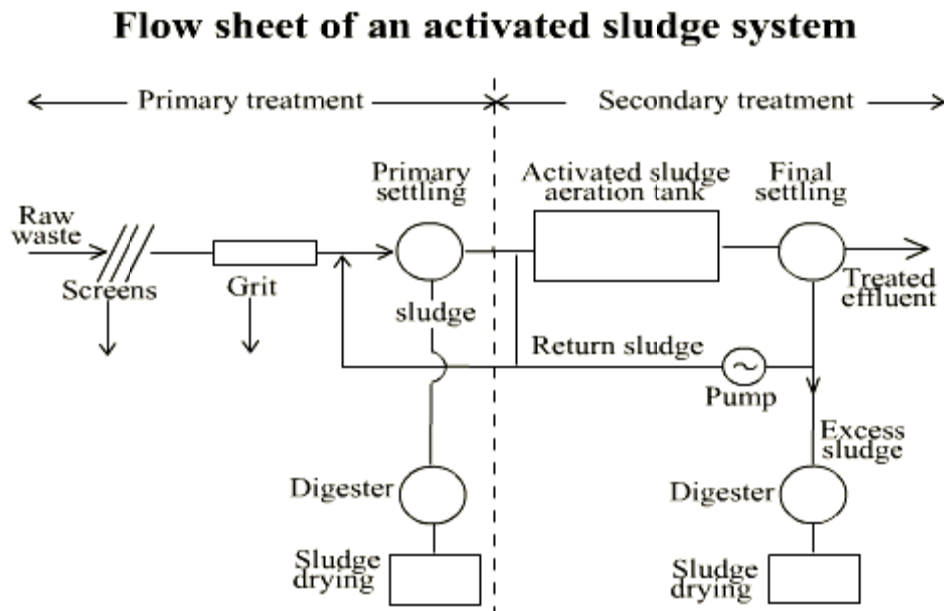 Flow sheet of an activated sludge system
Primary treatment
Secondary treatment
Raw
waste
Screens
Grit
Primary
settling
sludge
Activated sludge
aeration tank
Final
settling
Treated
effluent
Return sludge
Pump
Excess
sludge
Digester
Digester
Sludge
drying
Sludge
drying